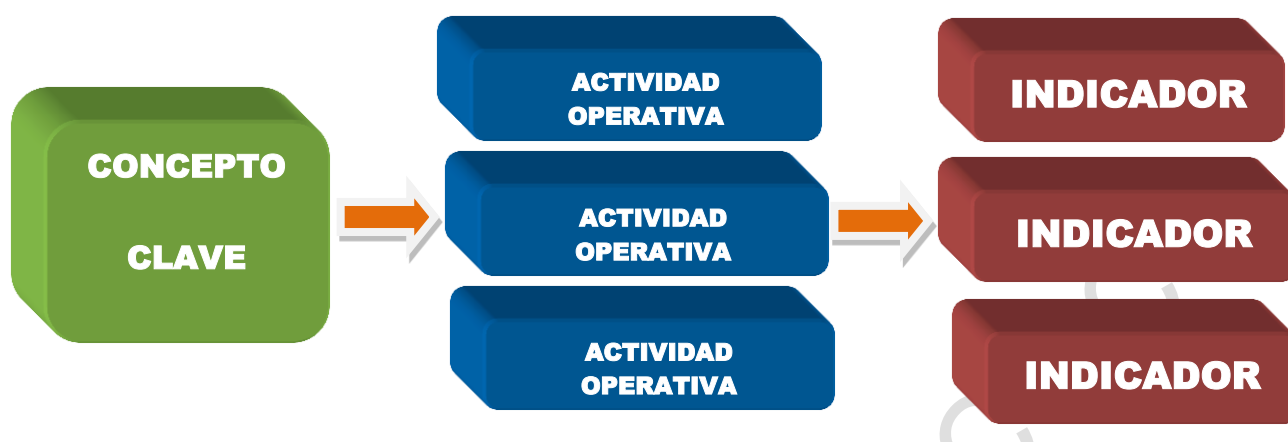 CONCEPTO
CLAVE
ACTIVIDAD
OPERATIVA
ACTIVIDAD
OPERATIVA
ACTIVIDAD
OPERATIVA
INDICADOR
INDICADOR
INDICADOR